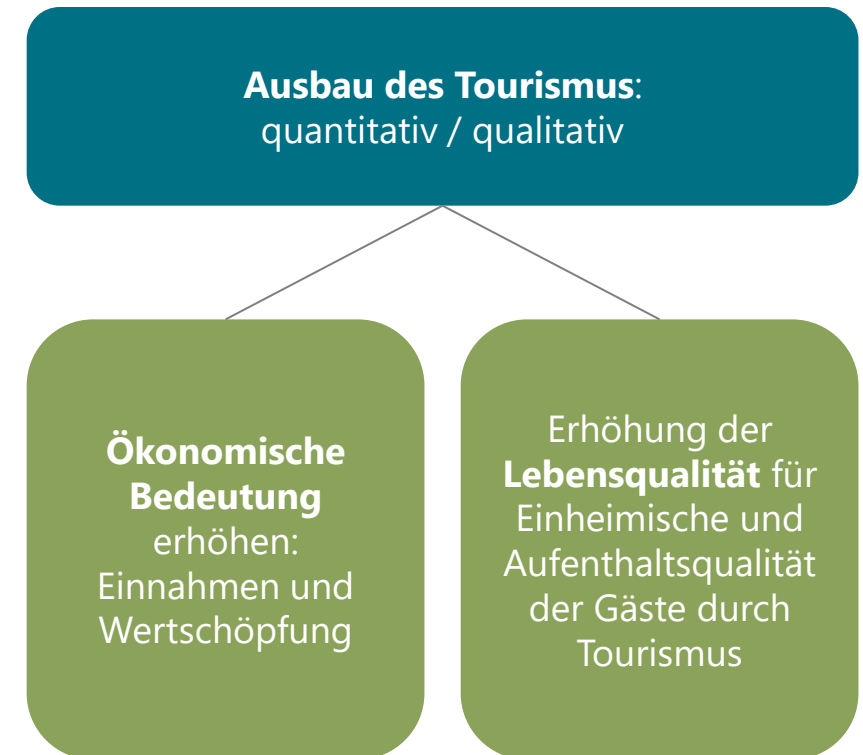 Ausbau des Tourismus:
quantitativ / qualitativ
Ökonomische
Bedeutung
erhöhen:
Einnahmen und
Wertschöpfung
Erhöhung der
Lebensqualität für
Einheimische und
Aufenthaltsqualität
der Gäste durch
Tourismus